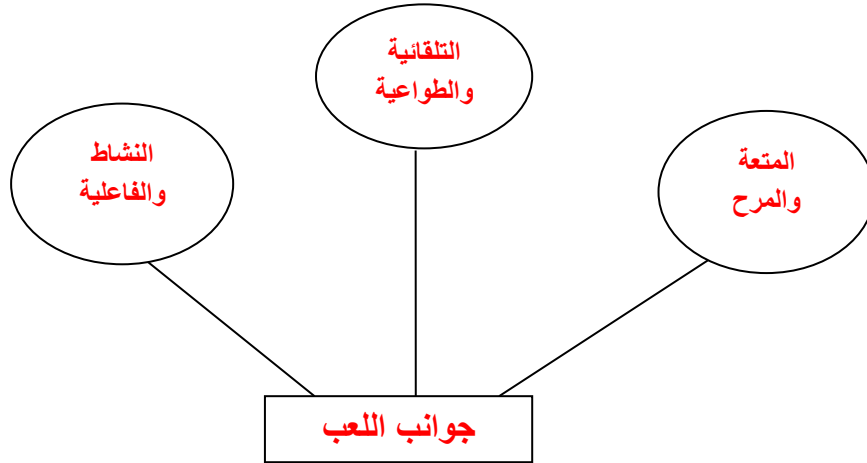 التلقائية
والطواعية
المتعة
والمرح
النشاط
والفاعلية
جوانب اللعب